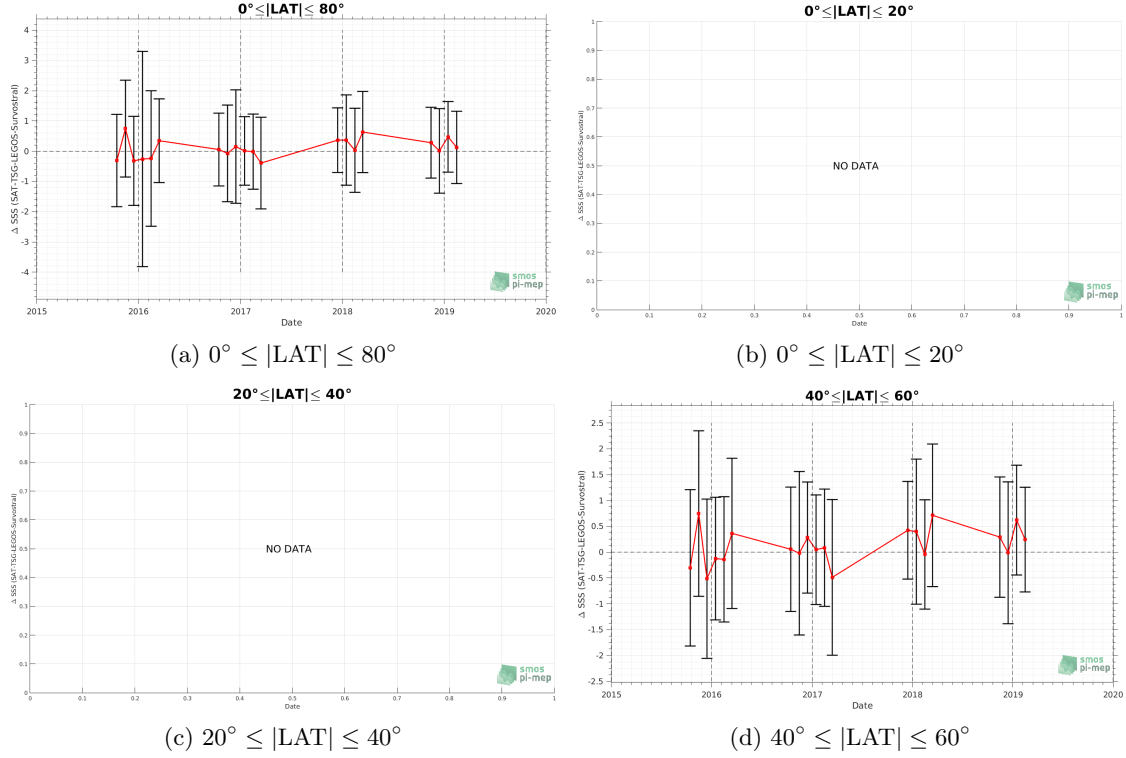 0°≤|LAT|≤ 80°
4
3
2
1
0
-1
-2
-3
-4
Δ SSS (SAT-TSG-LEGOS-Survostral)
2015 2016 2017 2018 2019 2020
Date
smos
pi-mep
(a) 0° ≤ |LAT| ≤ 80°
0°≤|LAT|≤ 20°
1
0.9
0.8
0.7
0.6
0.5
0.4
0.3
0.2
0.1
0
Δ SSS (SAT-TSG-LEGOS-Survostral)
NO DATA
0 0.1 0.2 0.3 0.4 0.5 0.6 0.7 0.8 0.9 1
Date
smos
pi-mep
(b) 0° ≤ |LAT| ≤ 20°
20°≤|LAT|≤ 40°
1
0.9
0.8
0.7
0.6
0.5
0.4
0.3
0.2
0.1
0
Δ SSS (SAT-TSG-LEGOS-Survostral)
NO DATA
0 0.1 0.2 0.3 0.4 0.5 0.6 0.7 0.8 0.9 1
Date
smos
pi-mep
(c) 20° ≤ |LAT| ≤ 40°
40°≤|LAT|≤ 60°
2.5
2
1.5
1
0.5
0
-0.5
-1
-1.5
-2
-2.5
Δ SSS (SAT-TSG-LEGOS-Survostral)
2015 2016 2017 2018 2019 2020
Date
smos
pi-mep
(d) 40° ≤ |LAT| ≤ 60°